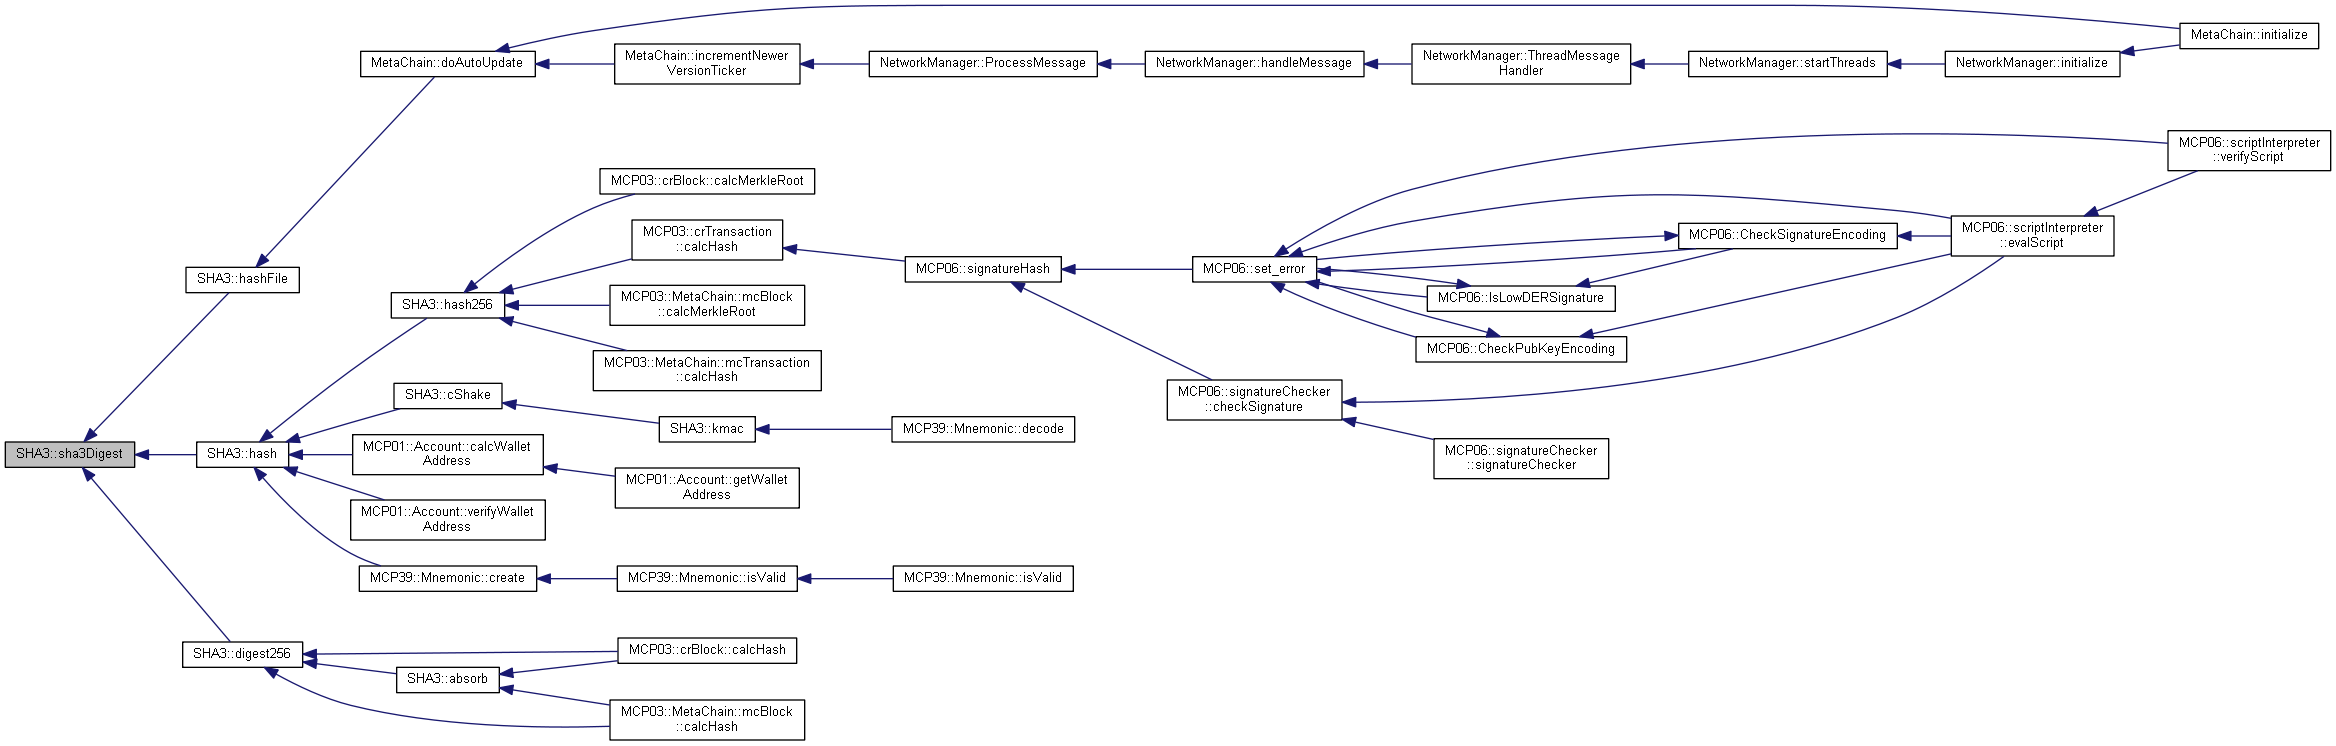 MetaChain::initialize
MetaChain::doAutoUpdate
MetaChain::incrementNewer
VersionTicker
NetworkManager::ProcessMessage
NetworkManager::handleMessage
NetworkManager::ThreadMessage
Handler
NetworkManager::startThreads
NetworkManager::initialize
MCP06::scriptInterpreter
::verifyScript
MCP03::crBlock::calcMerkleRoot
MCP03::crTransaction
::calcHash
MCP06::CheckSignatureEncoding
MCP06::scriptInterpreter
::evalScript
MCP06::signatureHash
MCP06::set_error
SHA3::hashFile
SHA3::hash256
MCP03::MetaChain::mcBlock
::calcMerkleRoot
MCP06::IsLowDERSignature
MCP06::CheckPubKeyEncoding
MCP03::MetaChain::mcTransaction
::calcHash
SHA3::cShake
MCP06::signatureChecker
::checkSignature
SHA3::kmac
MCP39::Mnemonic::decode
SHA3::sha3Digest
SHA3::hash
MCP01::Account::calcWallet
Address
MCP06::signatureChecker
::signatureChecker
MCP01::Account::getWallet
Address
MCP01::Account::verifyWallet
Address
MCP39::Mnemonic::create
MCP39::Mnemonic::isValid
MCP39::Mnemonic::isValid
SHA3::digest256
MCP03::crBlock::calcHash
SHA3::absorb
MCP03::MetaChain::mcBlock
::calcHash